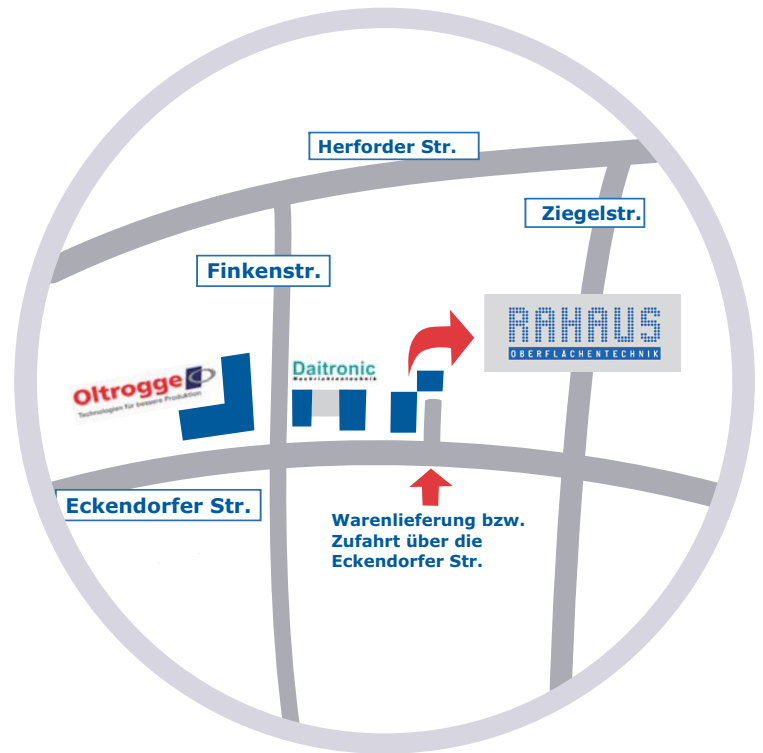 Herforder Str.
Ziegelstr.
Finkenstr.
RAHAUS
OBERFLÄCHENTECHNIK
Daitronic
Nachrichtentechnik
Oltrogge
Technologien für bessere Produktion
Eckendorfer Str.
Warenlieferung bzw.
Zufahrt über die
Eckendorfer Str.